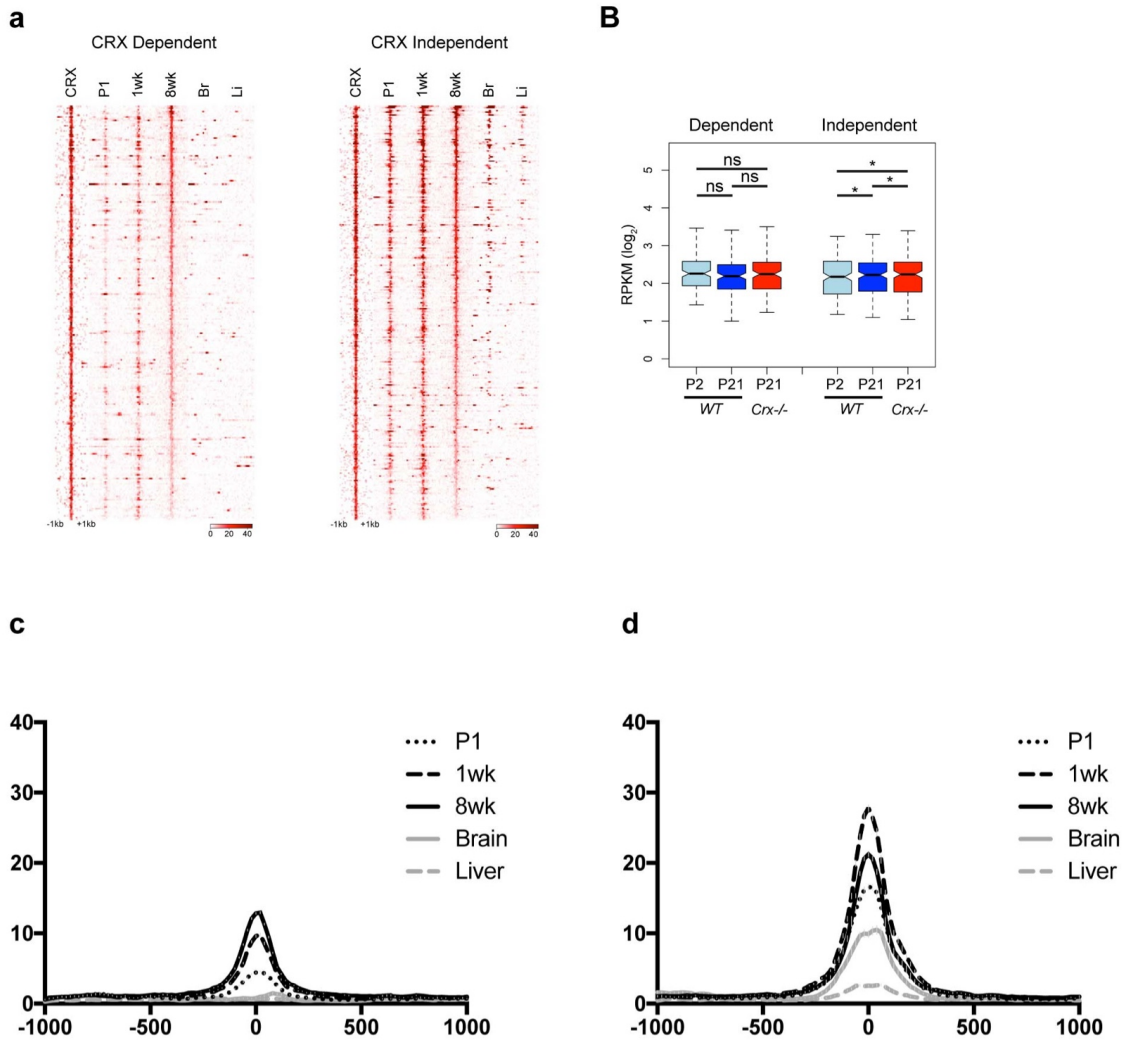 a
CRX Dependent
CRX
P1
1wk
8wk
Br
Li
-1kb
+1kb
0 20 40
CRX Independent
CRX
P1
1wk
8wk
Br
Li
-1kb
+1kb
0 20 40
B
Dependent
Independent
RPKM (log2)
5
4
3
2
1
0
ns
ns
ns
*
*
*
P2 P21 P21
WT Crx-/-
P2 P21 P21
WT Crx-/-
c
40
30
20
10
0
-1000 -500 0 500 1000
P1
1wk
8wk
Brain
Liver
d
40
30
20
10
0
-1000 -500 0 500 1000
P1
1wk
8wk
Brain
Liver